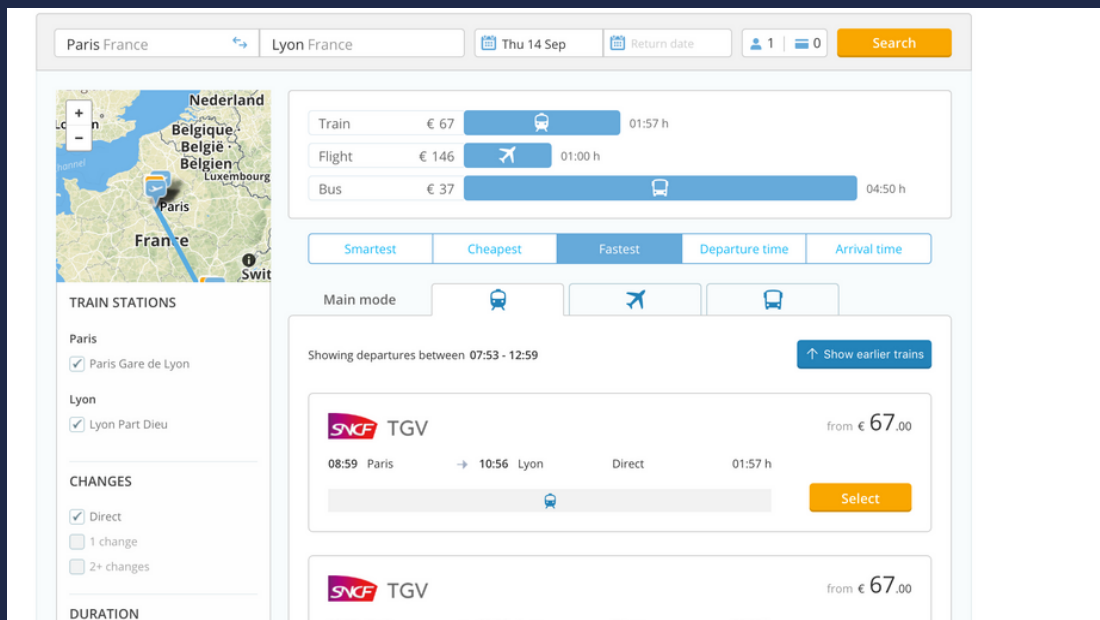 Paris France
Lyon France
Thu 14 Sep
Return date
1
0
Search
+
−
Nederland
Belgique
België
Belgien
Luxembourg
Paris
France
Swit
Train € 67 01:57 h
Flight € 146 01:00 h
Bus € 37 04:50 h
Smartest
Cheapest
Fastest
Departure time
Arrival time
Main mode
TRAIN STATIONS
Paris
Paris Gare de Lyon
Lyon
Lyon Part Dieu
CHANGES
Direct
1 change
2+ changes
DURATION
Showing departures between 07:53 - 12:59
Show earlier trains
SNCF TGV
from € 67.00
08:59 Paris → 10:56 Lyon Direct 01:57 h
Select
SNCF TGV
from € 67.00